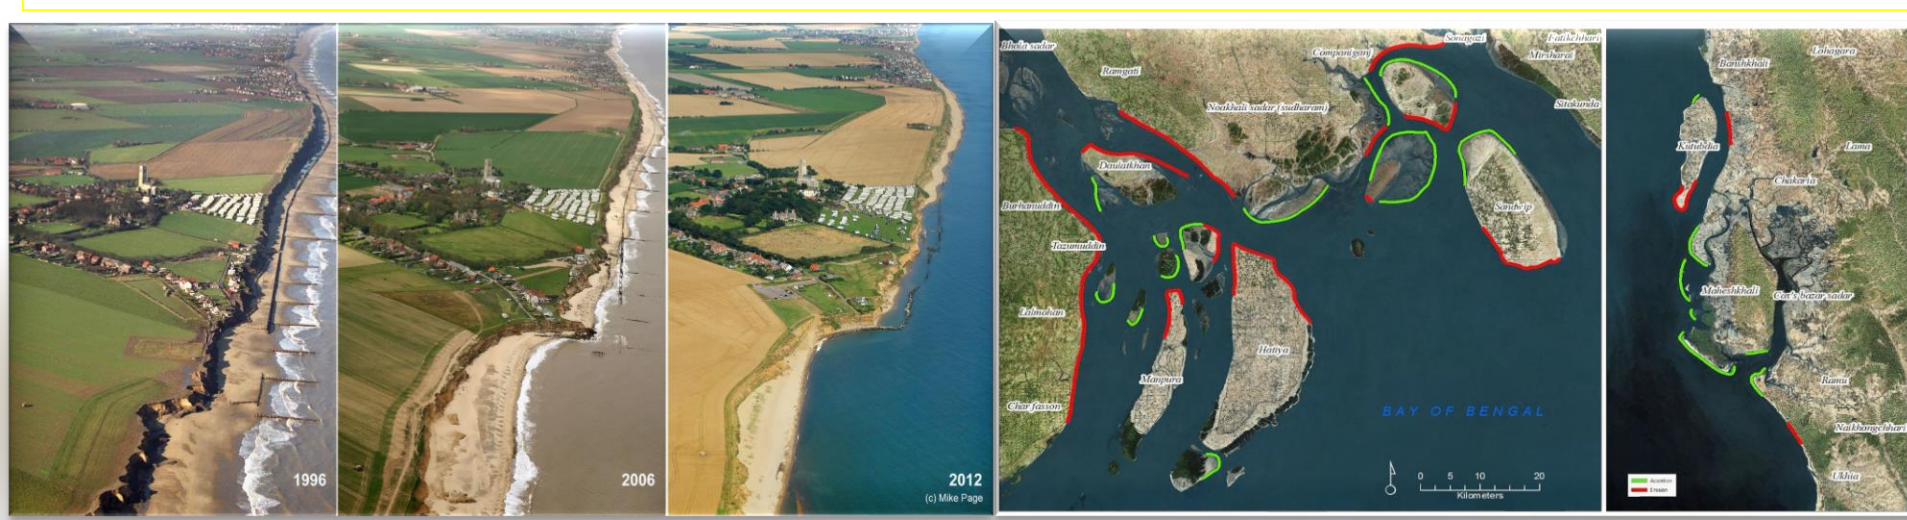 1996
2006
2012
(c) Mike Page
Bhola sadar
Ramgati
Companiganj
Sonagazi
Fatikchhari
Mirsharai
Noakhali sadar (sudharam)
Sitakunda
Daulatkhan
Burhanuddin
Sandwip
Tazumuddin
Lalmohan
Hatiya
Manpura
Char fasson
BAY OF BENGAL
0 5 10 20
Kilometers
Lohagara
Banshkhali
Kutubdia
Lama
Chakaria
Maheshkhali
Cox's bazar sadar
Ramu
Naikhongchhari
Ukhia
Accretion
Erosion